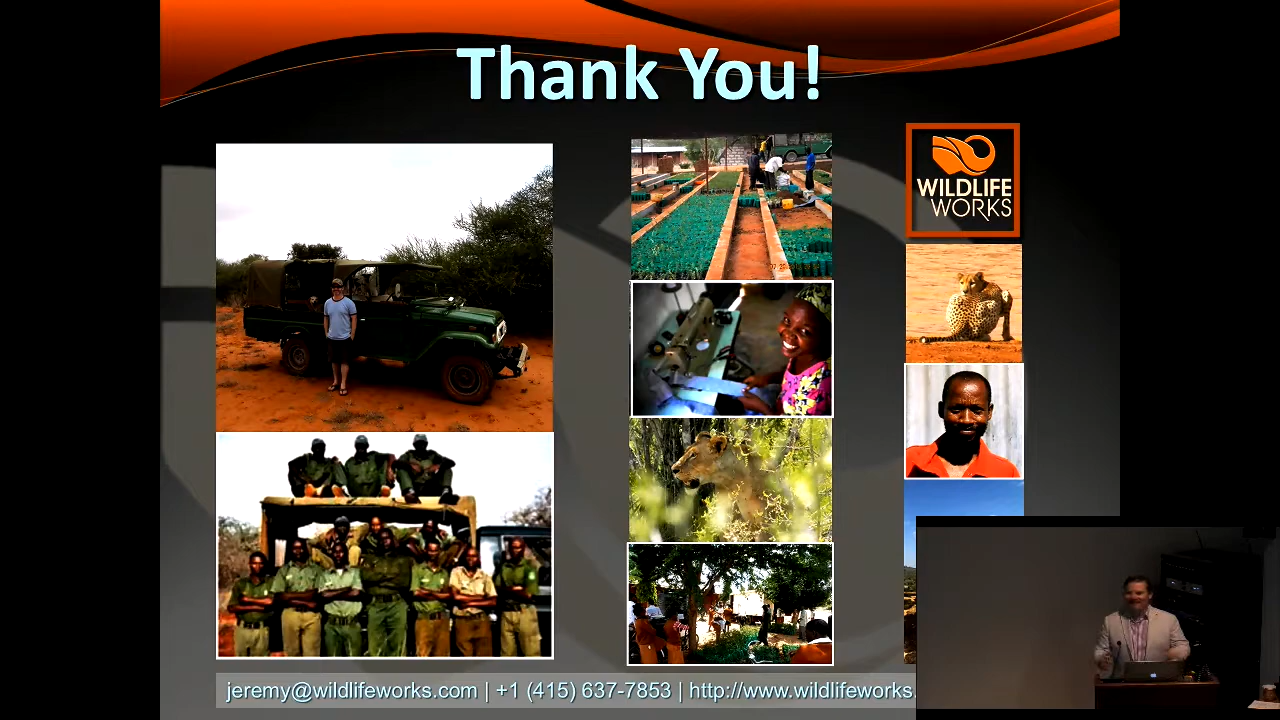 Thank You!
WILDLIFE
WORKS
jeremy@wildlifeworks.com | +1 (415) 637-7853 | http://www.wildlifeworks.